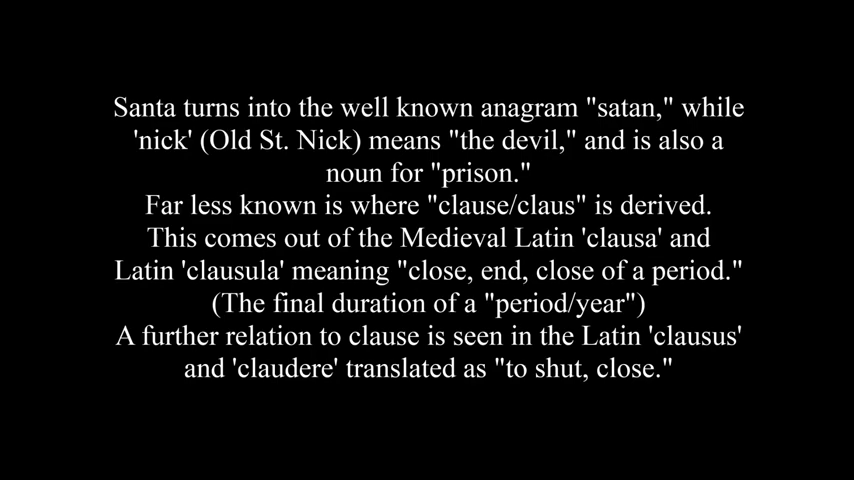 Santa turns into the well known anagram "satan," while
'nick' (Old St. Nick) means "the devil," and is also a
noun for "prison."
Far less known is where "clause/claus" is derived.
This comes out of the Medieval Latin 'clausa' and
Latin 'clausula' meaning "close, end, close of a period."
(The final duration of a "period/year")
A further relation to clause is seen in the Latin 'clausus'
and 'claudere' translated as "to shut, close."